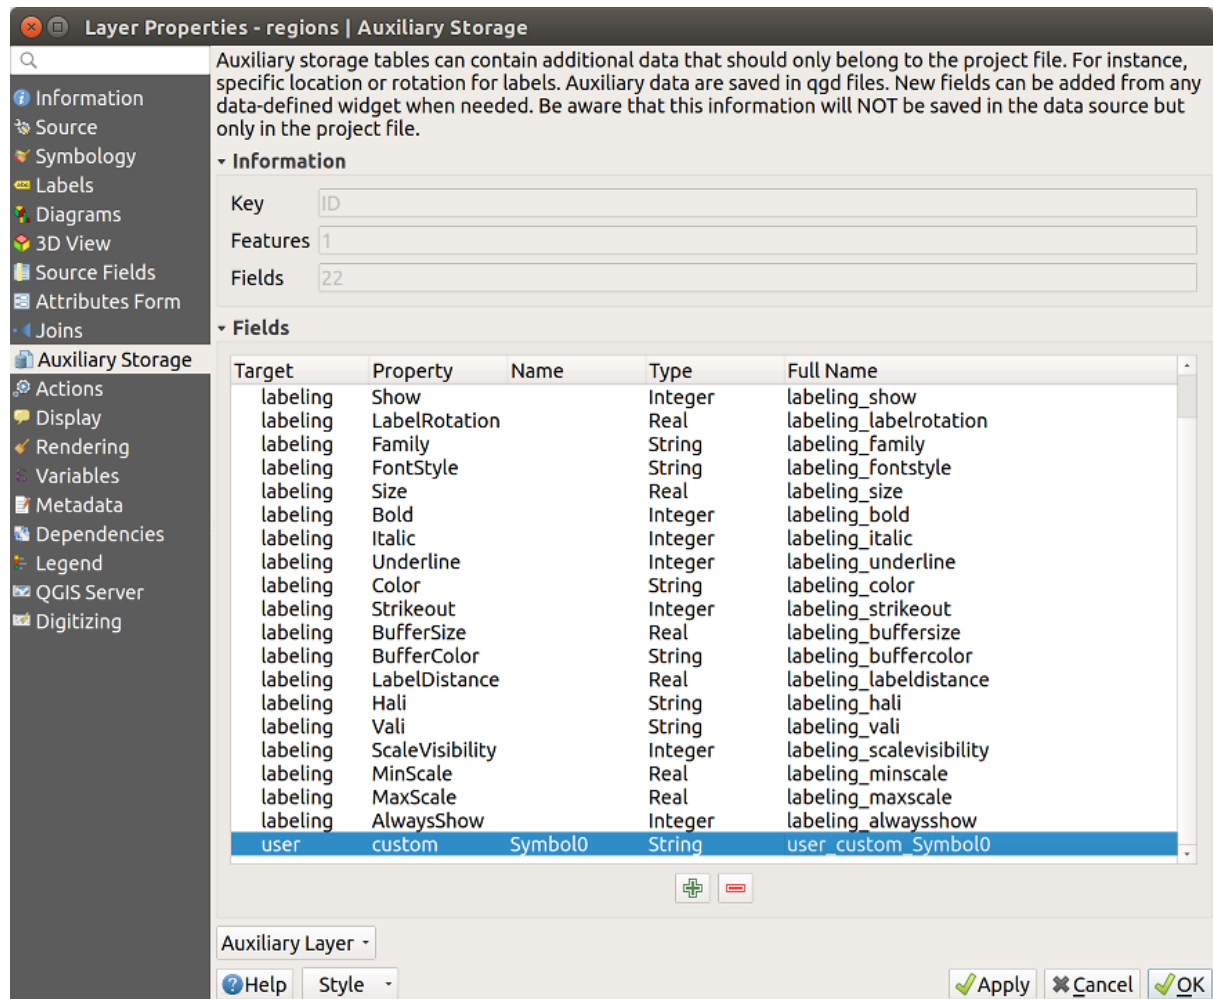 Layer Properties - regions | Auxiliary Storage
Information
Source
Symbology
Labels
Diagrams
3D View
Source Fields
Attributes Form
Joins
Auxiliary Storage
Actions
Display
Rendering
Variables
Metadata
Dependencies
Legend
QGIS Server
Digitizing
Auxiliary storage tables can contain additional data that should only belong to the project file. For instance,
specific location or rotation for labels. Auxiliary data are saved in qgd files. New fields can be added from any
data-defined widget when needed. Be aware that this information will NOT be saved in the data source but
only in the project file.
Information
Key ID
Features 1
Fields 22
Fields
Target Property Name Type Full Name
labeling Show Integer labeling_show
labeling LabelRotation Real labeling_labelrotation
labeling Family String labeling_family
labeling FontStyle String labeling_fontstyle
labeling Size Real labeling_size
labeling Bold Integer labeling_bold
labeling Italic Integer labeling_italic
labeling Underline Integer labeling_underline
labeling Color String labeling_color
labeling Strikeout Integer labeling_strikeout
labeling BufferSize Real labeling_buffersize
labeling BufferColor String labeling_buffercolor
labeling LabelDistance Real labeling_labeldistance
labeling Hali String labeling_hali
labeling Vali String labeling_vali
labeling ScaleVisibility Integer labeling_scalevisibility
labeling MinScale Real labeling_minscale
labeling MaxScale Real labeling_maxscale
labeling AlwaysShow Integer labeling_alwaysshow
user custom Symbol0 String user_custom_Symbol0
Auxiliary Layer
Help Style Apply Cancel OK